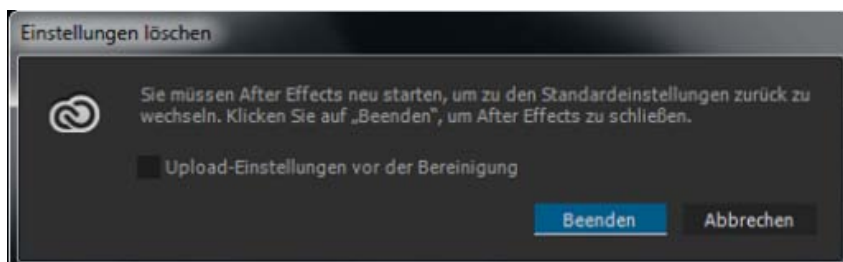 Einstellungen löschen
Sie müssen After Effects neu starten, um zu den Standardeinstellungen zurück zu
wechseln. Klicken Sie auf „Beenden“, um After Effects zu schließen.
Upload-Einstellungen vor der Bereinigung
Beenden Abbrechen